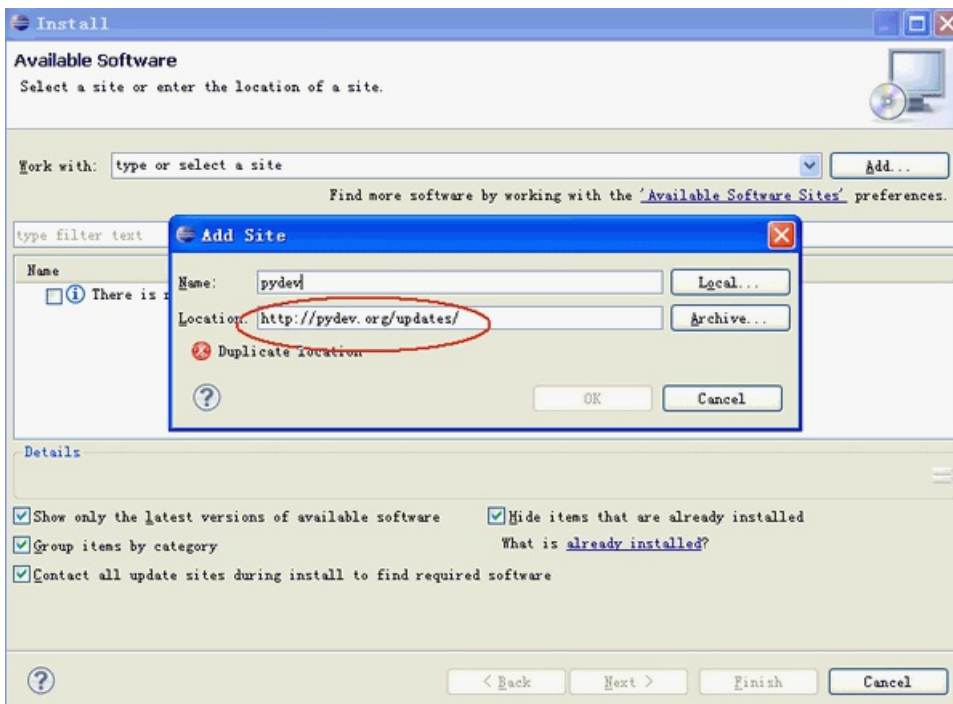 Install
Available Software
Select a site or enter the location of a site.
Work with: type or select a site Add...
Find more software by working with the 'Available Software Sites' preferences.
type filter text
Add Site
Name
Name: pydev Local...
There is
Location: http://pydev.org/updates/ Archive...
Duplicate location
OK Cancel
Details
Show only the latest versions of available software Hide items that are already installed
Group items by category What is already installed?
Contact all update sites during install to find required software
< Back Next > Finish Cancel